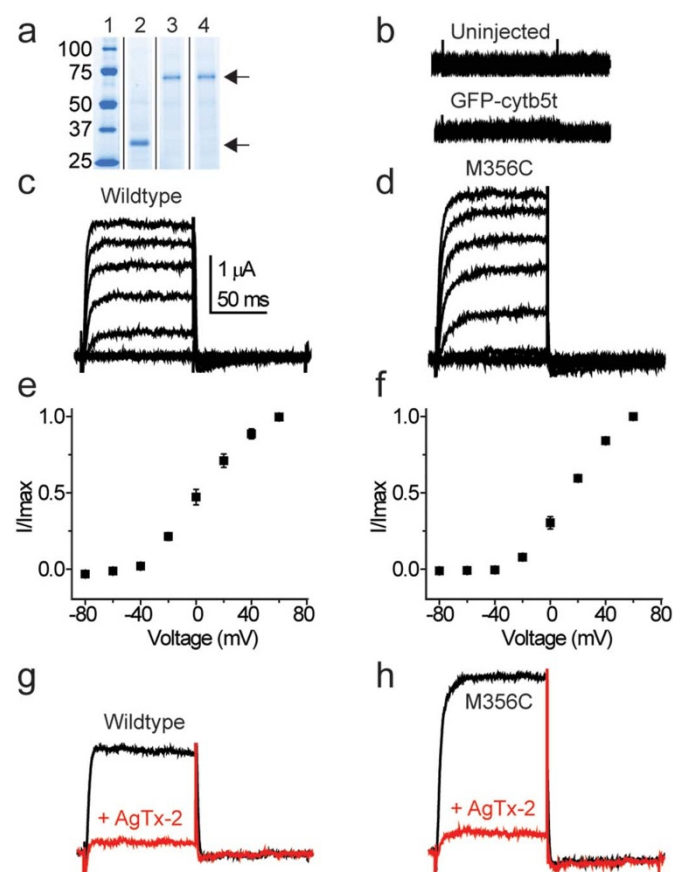 a
1 2 3 4
100
75
50
37
25
b
Uninjected
GFP-cytb5t
c
Wildtype
1 µA
50 ms
d
M356C
e
1.0
0.5
0.0
I/Imax
-80 -40 0 40 80
Voltage (mV)
f
1.0
0.5
0.0
I/Imax
-80 -40 0 40 80
Voltage (mV)
g
Wildtype
+ AgTx-2
h
M356C
+ AgTx-2